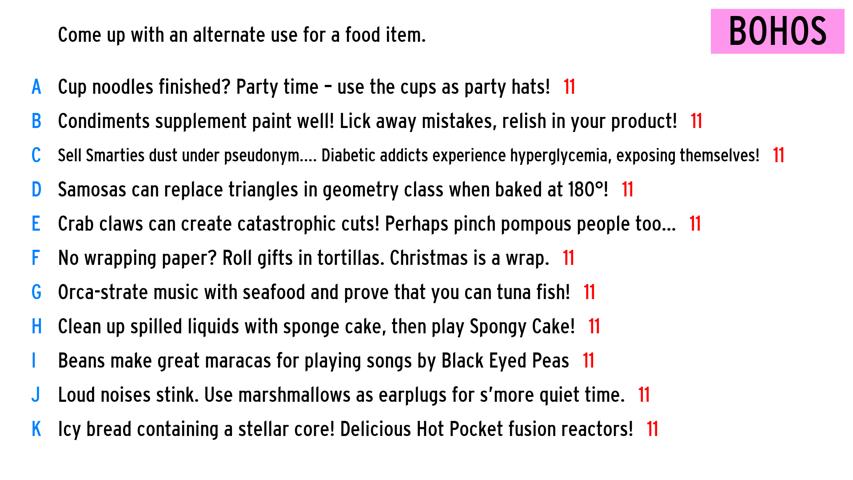 Come up with an alternate use for a food item.
BOHOS
A Cup noodles finished? Party time – use the cups as party hats! 11
B Condiments supplement paint well! Lick away mistakes, relish in your product! 11
C Sell Smarties dust under pseudonym.... Diabetic addicts experience hyperglycemia, exposing themselves! 11
D Samosas can replace triangles in geometry class when baked at 180°! 11
E Crab claws can create catastrophic cuts! Perhaps pinch pompous people too... 11
F No wrapping paper? Roll gifts in tortillas. Christmas is a wrap. 11
G Orca-strate music with seafood and prove that you can tuna fish! 11
H Clean up spilled liquids with sponge cake, then play Spongy Cake! 11
I Beans make great maracas for playing songs by Black Eyed Peas 11
J Loud noises stink. Use marshmallows as earplugs for s'more quiet time. 11
K Icy bread containing a stellar core! Delicious Hot Pocket fusion reactors! 11